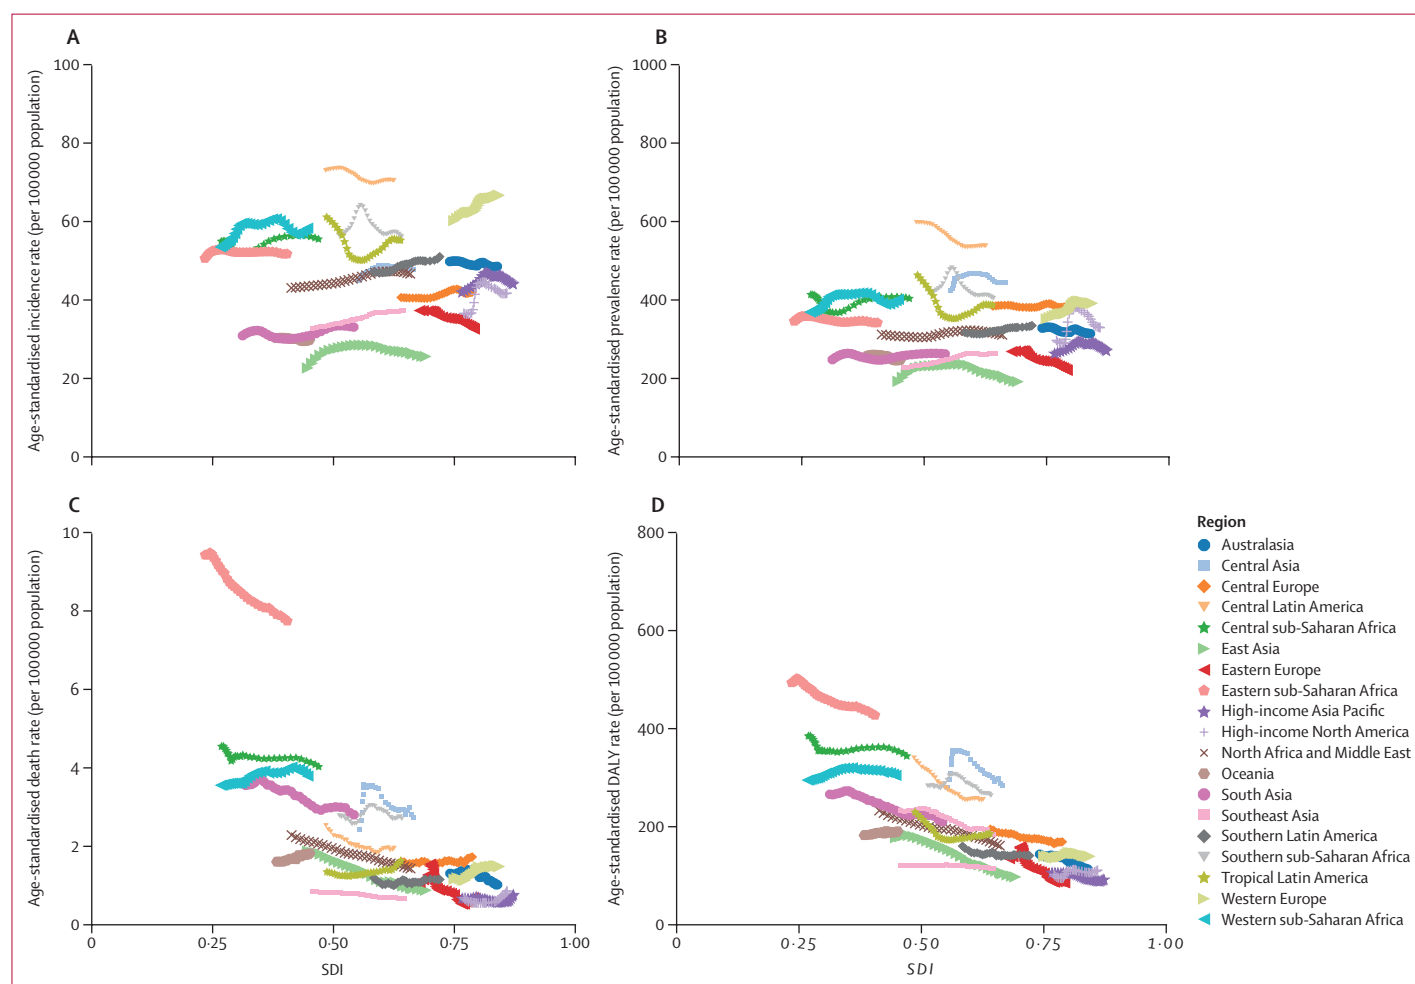 A
Age-standardised incidence rate (per 100 000 population)
100
80
60
40
20
0
B
Age-standardised prevalence rate (per 100 000 population)
1000
800
600
400
200
0
C
Age-standardised death rate (per 100 000 population)
10
8
6
4
2
0
0
0·25
0·50
0·75
1·00
SDI
D
Age-standardised DALY rate (per 100 000 population)
800
600
400
200
0
0
0·25
0·50
0·75
1·00
SDI
Region
Australasia
Central Asia
Central Europe
Central Latin America
Central sub-Saharan Africa
East Asia
Eastern Europe
Eastern sub-Saharan Africa
High-income Asia Pacific
High-income North America
North Africa and Middle East
Oceania
South Asia
Southeast Asia
Southern Latin America
Southern sub-Saharan Africa
Tropical Latin America
Western Europe
Western sub-Saharan Africa